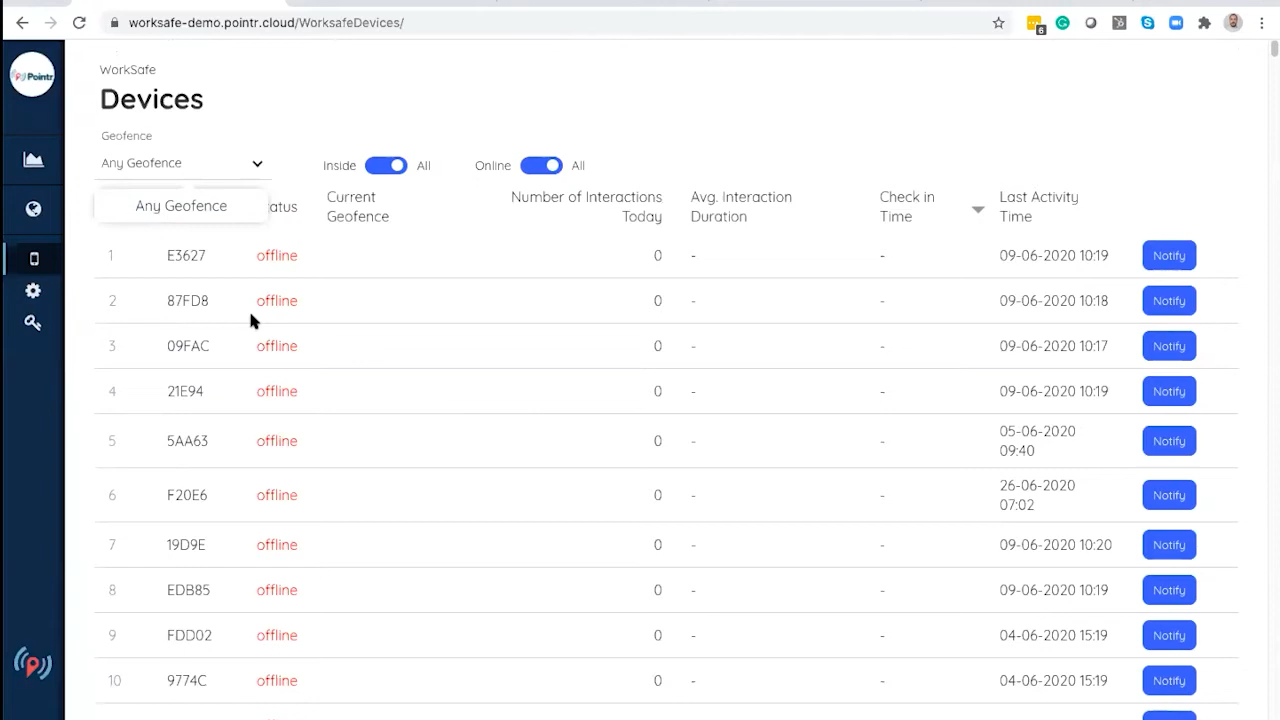 worksafe-demo.pointr.cloud/WorksafeDevices/
6
Pointr
WorkSafe
Devices
Geofence
Any Geofence
Inside All
Online All
Any Geofence
atus
Current Geofence
Number of Interactions Today
Avg. Interaction Duration
Check in Time
Last Activity Time
1 E3627 offline 0 - - 09-06-2020 10:19 Notify
2 87FD8 offline 0 - - 09-06-2020 10:18 Notify
3 09FAC offline 0 - - 09-06-2020 10:17 Notify
4 21E94 offline 0 - - 09-06-2020 10:19 Notify
5 5AA63 offline 0 - - 05-06-2020 09:40 Notify
6 F20E6 offline 0 - - 26-06-2020 07:02 Notify
7 19D9E offline 0 - - 09-06-2020 10:20 Notify
8 EDB85 offline 0 - - 09-06-2020 10:19 Notify
9 FDD02 offline 0 - - 04-06-2020 15:19 Notify
10 9774C offline 0 - - 04-06-2020 15:19 Notify